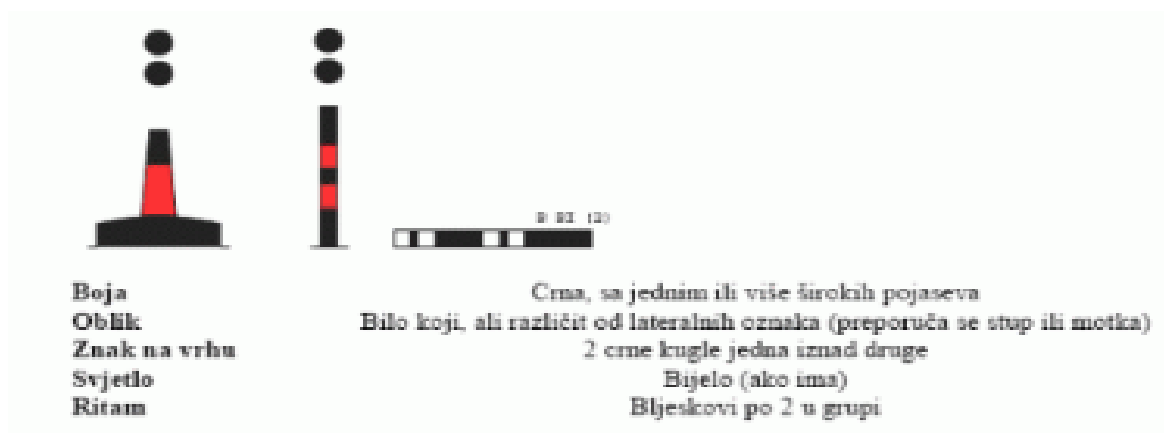 B Bl (2)
Boja Crna, sa jednim ili više širokih pojaseva
Oblik Bilo koji, ali različit od lateralnih oznaka (preporuča se stup ili motka)
Znak na vrhu 2 crne kugle jedna iznad druge
Svjetlo Bijelo (ako ima)
Ritam Bljeskovi po 2 u grupi